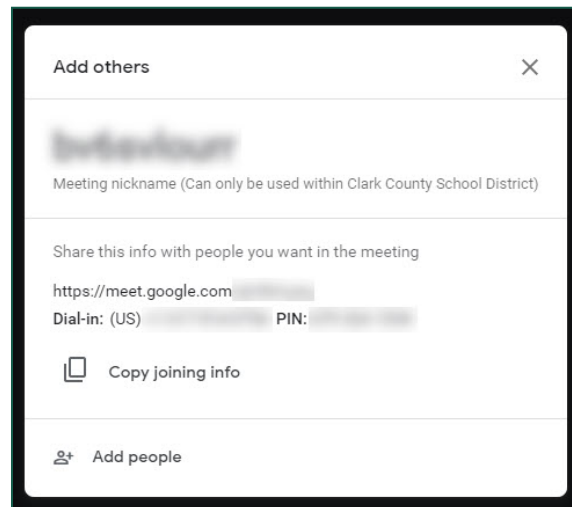 Add others
Meeting nickname (Can only be used within Clark County School District)
Share this info with people you want in the meeting
https://meet.google.com
Dial-in: (US) PIN:
Copy joining info
Add people